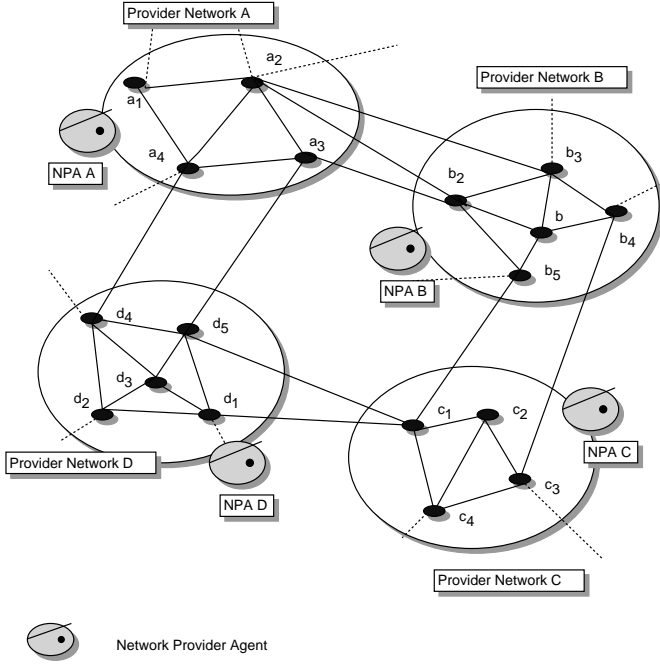 Provider Network A
a2
a1
a3
a4
NPA A
Provider Network B
b3
b2
b
b4
b5
NPA B
d4
d5
d3
d2
d1
Provider Network D
NPA D
c1
c2
c3
c4
NPA C
Provider Network C
Network Provider Agent